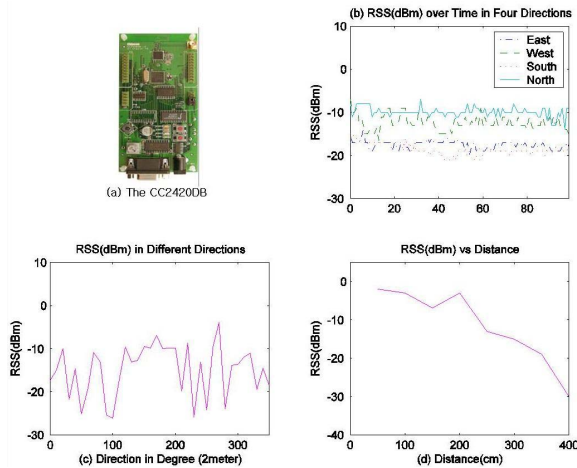 (a) The CC2420DB
(b) RSS(dBm) over Time in Four Directions
RSS(dBm)
10
0
-10
-20
-30
0 20 40 60 80
East
West
South
North
RSS(dBm) in Different Directions
RSS(dBm)
10
0
-10
-20
-30
0 100 200 300
(c) Direction in Degree (2meter)
RSS(dBm) vs Distance
RSS(dBm)
10
0
-10
-20
-30
-40
0 100 200 300 400
(d) Distance(cm)